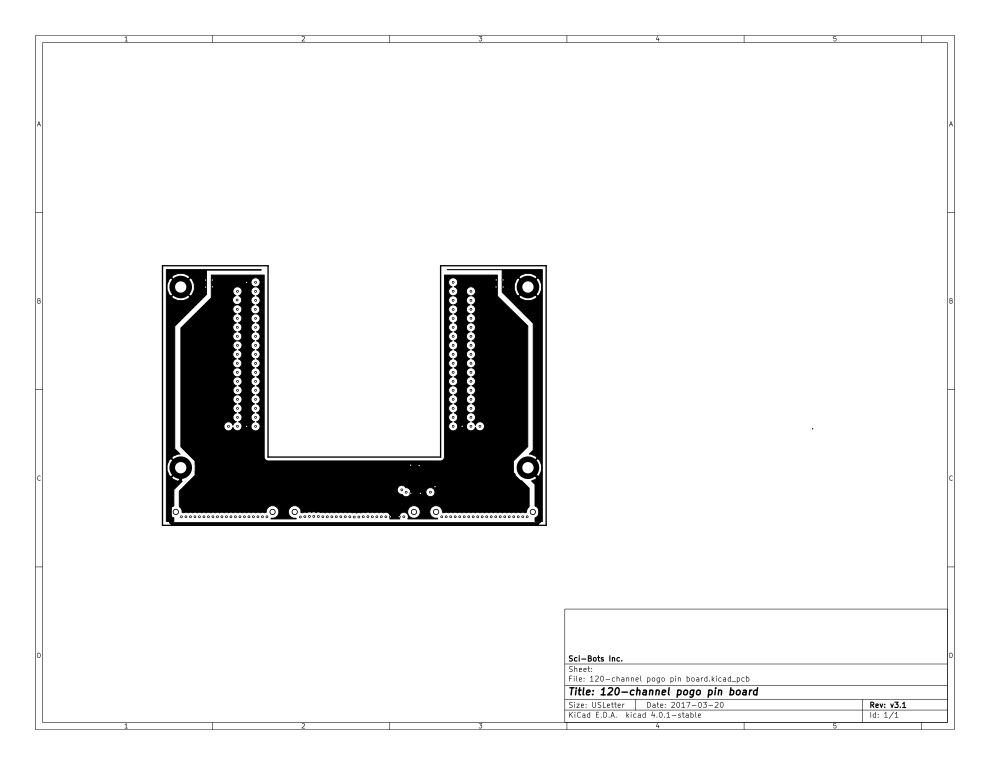 1 2 3 4 5
A A
B B
C C
D D
Sci-Bots Inc.
Sheet:
File: 120-channel pogo pin board.kicad_pcb
Title: 120-channel pogo pin board
Size: USLetter Date: 2017-03-20 Rev: v3.1
KiCad E.D.A. kicad 4.0.1-stable Id: 1/1
1 2 3 4 5